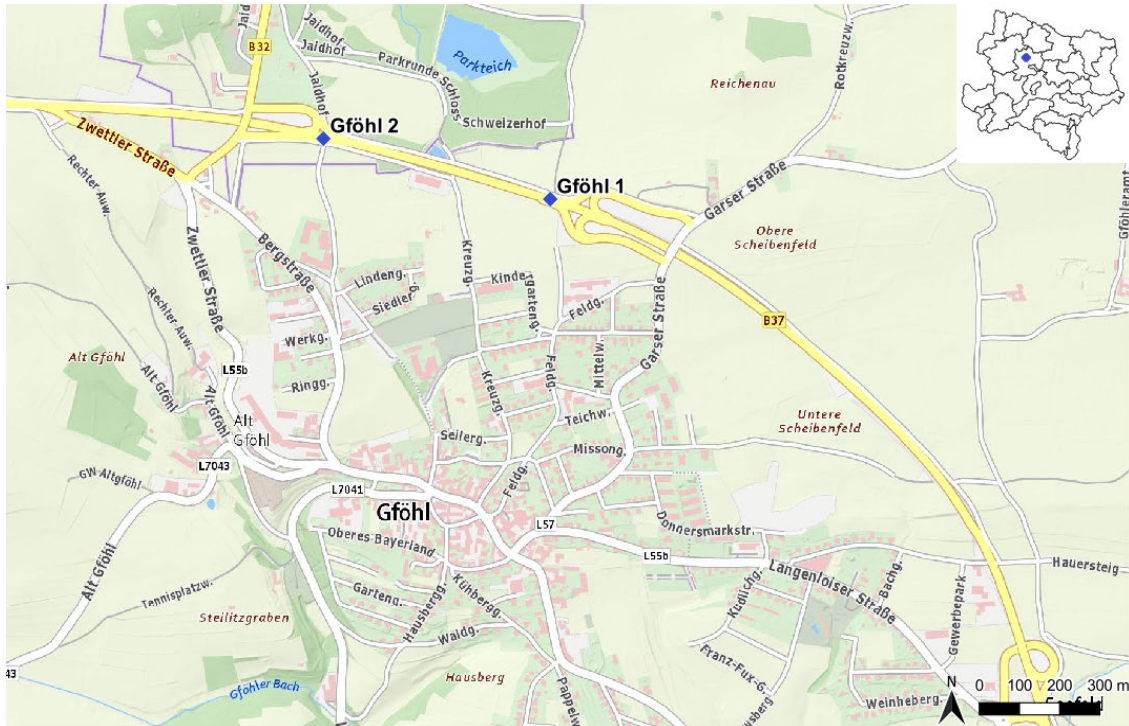 Jaidhof
B32
Jaidhof
Jaidhof
Parkrunde Schloss
Parkteich
Schweizerhof
Reichenau
Rotkreuzw.
Zwettler Straße
Gföhl 2
Gföhl 1
Rechter Auw.
Garser Straße
Obere
Scheibenfeld
Gföhleramt
Zwettler Straße
Bergstraße
Kreuzg.
Lindeng.
Siedlerg.
Kindergarteng.
Feldg.
Garser Straße
B37
Rechter Auw.
Werkg.
Alt Gföhl
L55b
Ringg.
Kreuzg.
Feldg.
Mittelw.
Alt Gföhl
Alt Gföhl
Alt
Gföhl
Seilerg.
Teichw.
Missong.
Untere
Scheibenfeld
L7043
GW Altgföhl
L7041
Gföhl
Feldg.
L57
Donnersmarkstr.
Oberes Bayerland
L55b
Langenloiser Straße
Bachg.
Hauersteig
Alt Gföhl
Tennisplatzw.
Garteng.
Hausbergg.
Kühbergg.
Kudlichg.
Gewerbepark
Steilitzgraben
Waldg.
Franz-Fux-G.
43
Gföhler Bach
Hausberg
Pappelw.
Weinheberg.
N
0 100 200 300 m